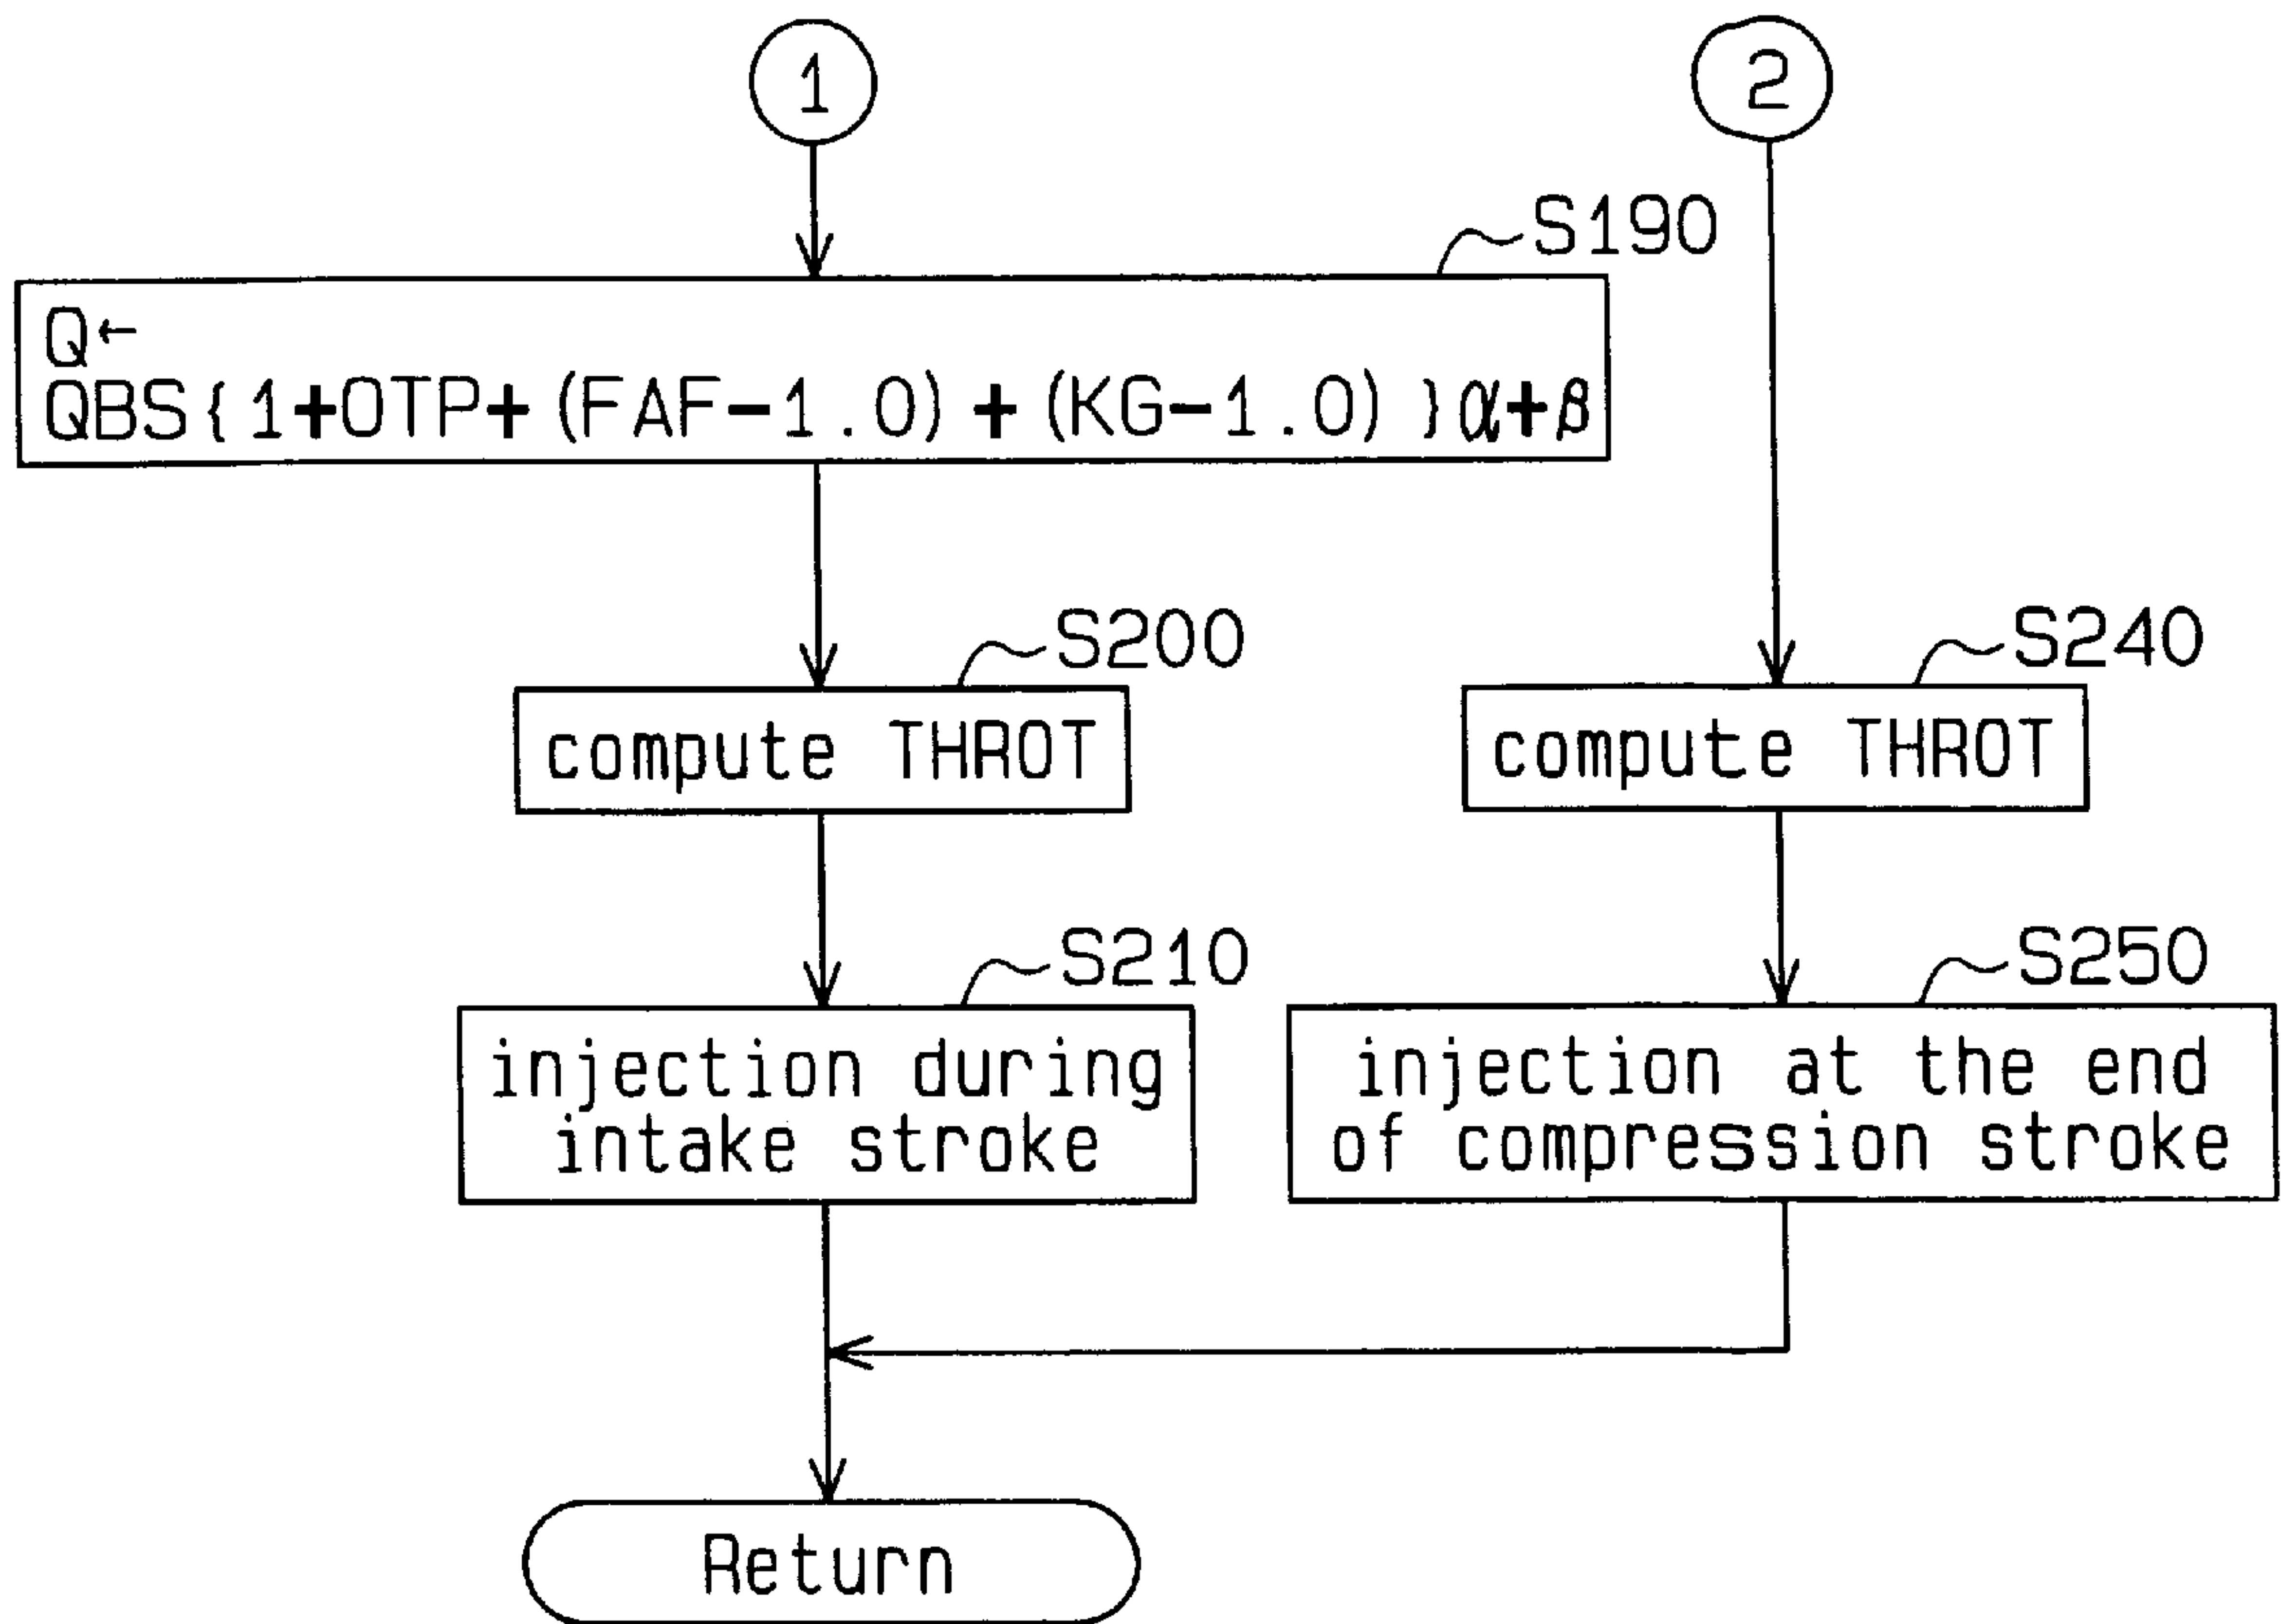 1
2
S190
Q←
QBS{1+OTP+(FAF-1.0)+(KG-1.0)}α+β
S200
compute THROT
S240
compute THROT
S210
injection during
intake stroke
S250
injection at the end
of compression stroke
Return